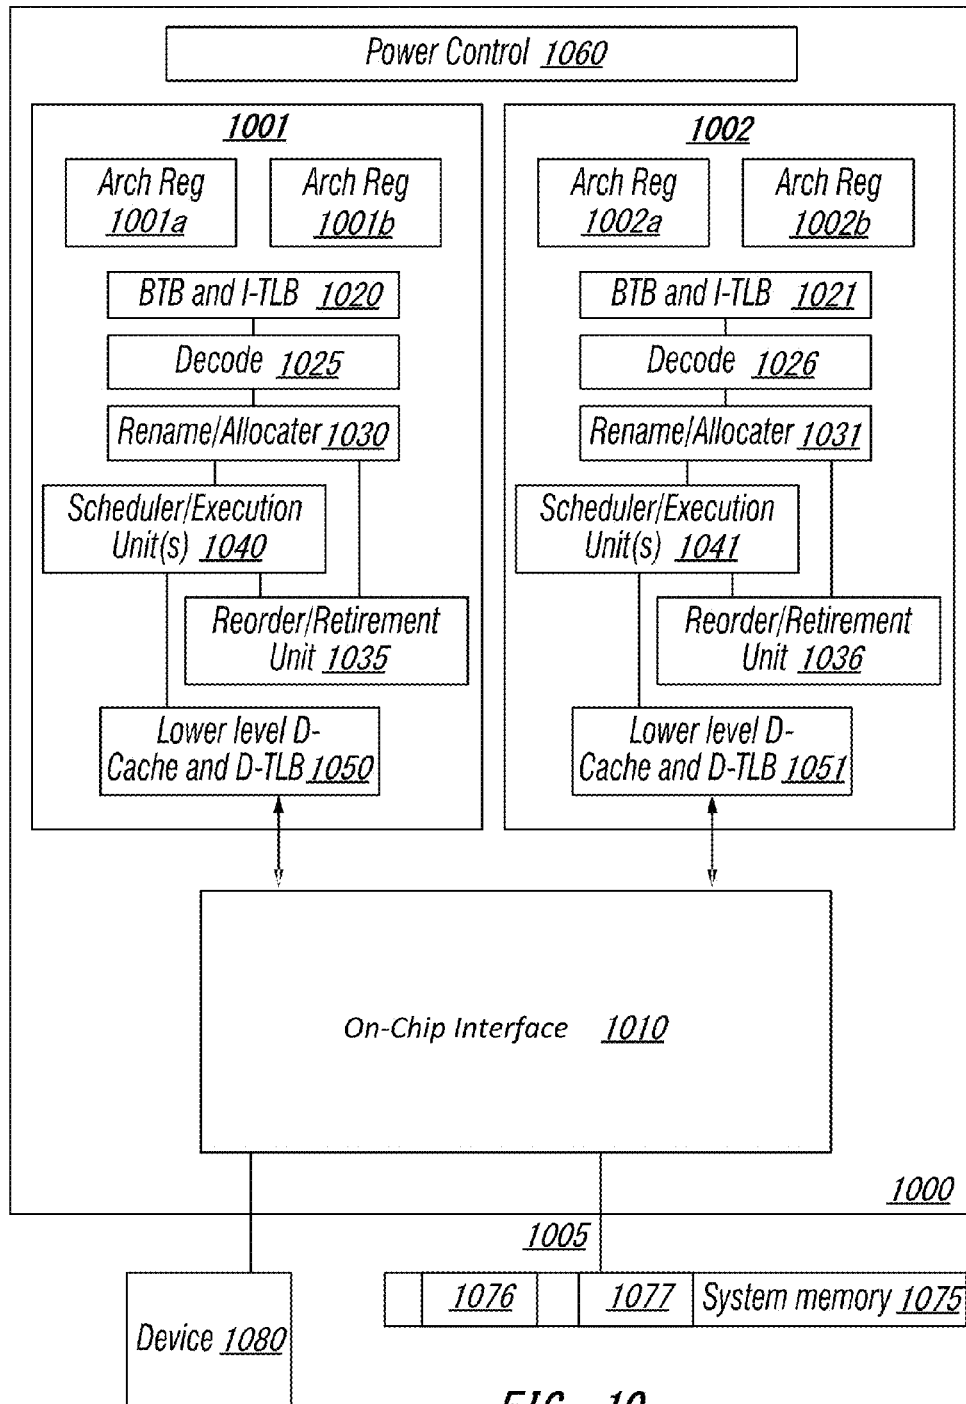 Power Control 1060
1001
Arch Reg
1001a
Arch Reg
1001b
BTB and I-TLB 1020
Decode 1025
Rename/Allocater 1030
Scheduler/Execution
Unit(s) 1040
Reorder/Retirement
Unit 1035
Lower level D-
Cache and D-TLB 1050
1002
Arch Reg
1002a
Arch Reg
1002b
BTB and I-TLB 1021
Decode 1026
Rename/Allocater 1031
Scheduler/Execution
Unit(s) 1041
Reorder/Retirement
Unit 1036
Lower level D-
Cache and D-TLB 1051
On-Chip Interface 1010
1000
1005
1076
1077
System memory 1075
Device 1080
FIG. 10